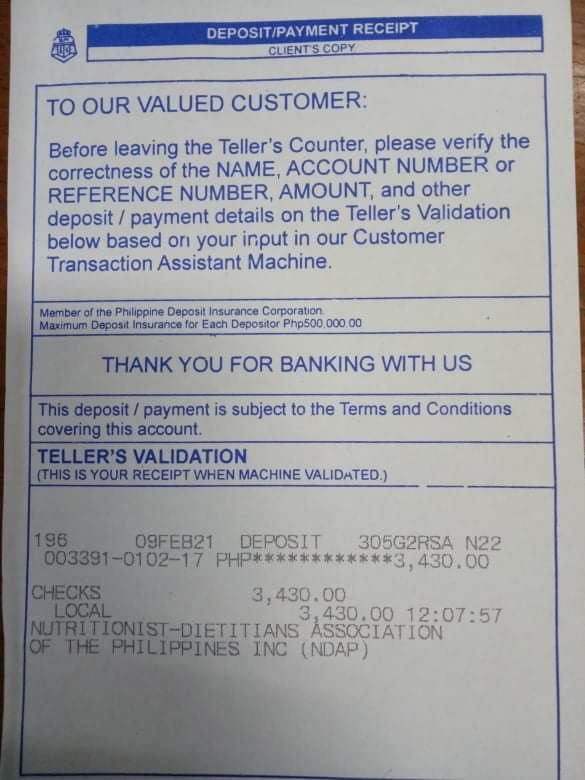 DEPOSIT/PAYMENT RECEIPT
CLIENT'S COPY
TO OUR VALUED CUSTOMER:
Before leaving the Teller's Counter, please verify the
correctness of the NAME, ACCOUNT NUMBER or
REFERENCE NUMBER, AMOUNT, and other
deposit / payment details on the Teller's Validation
below based on your input in our Customer
Transaction Assistant Machine.
Member of the Philippine Deposit Insurance Corporation.
Maximum Deposit Insurance for Each Depositor Php500,000.00
THANK YOU FOR BANKING WITH US
This deposit / payment is subject to the Terms and Conditions
covering this account.
TELLER'S VALIDATION
(THIS IS YOUR RECEIPT WHEN MACHINE VALIDATED.)
196 09FEB21 DEPOSIT 305G2RSA N22
003391-0102-17 PHP************3,430.00
CHECKS 3,430.00
LOCAL 3,430.00 12:07:57
NUTRITIONIST-DIETITIANS ASSOCIATION
OF THE PHILIPPINES INC (NDAP)